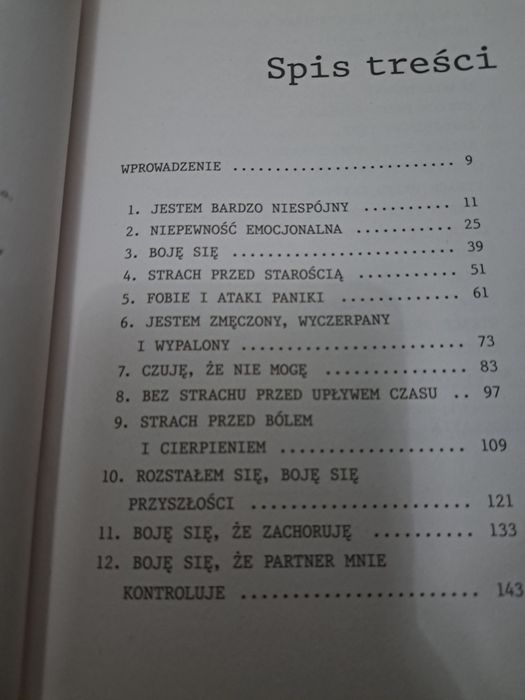 Spis treści
WPROWADZENIE .......................... 9
1. JESTEM BARDZO NIESPÓJNY .......... 11
2. NIEPEWNOŚĆ EMOCJONALNA ........... 25
3. BOJĘ SIĘ .......................... 39
4. STRACH PRZED STAROŚCIĄ ............ 51
5. FOBIE I ATAKI PANIKI .............. 61
6. JESTEM ZMĘCZONY, WYCZERPANY
I WYPALONY ........................ 73
7. CZUJĘ, ŻE NIE MOGĘ ................ 83
8. BEZ STRACHU PRZED UPŁYWEM CZASU .. 97
9. STRACH PRZED BÓLEM
I CIERPIENIEM ................... 109
10. ROZSTAŁEM SIĘ, BOJĘ SIĘ
PRZYSZŁOŚCI ...................... 121
11. BOJĘ SIĘ, ŻE ZACHORUJĘ .......... 133
12. BOJĘ SIĘ, ŻE PARTNER MNIE
KONTROLUJE ....................... 143